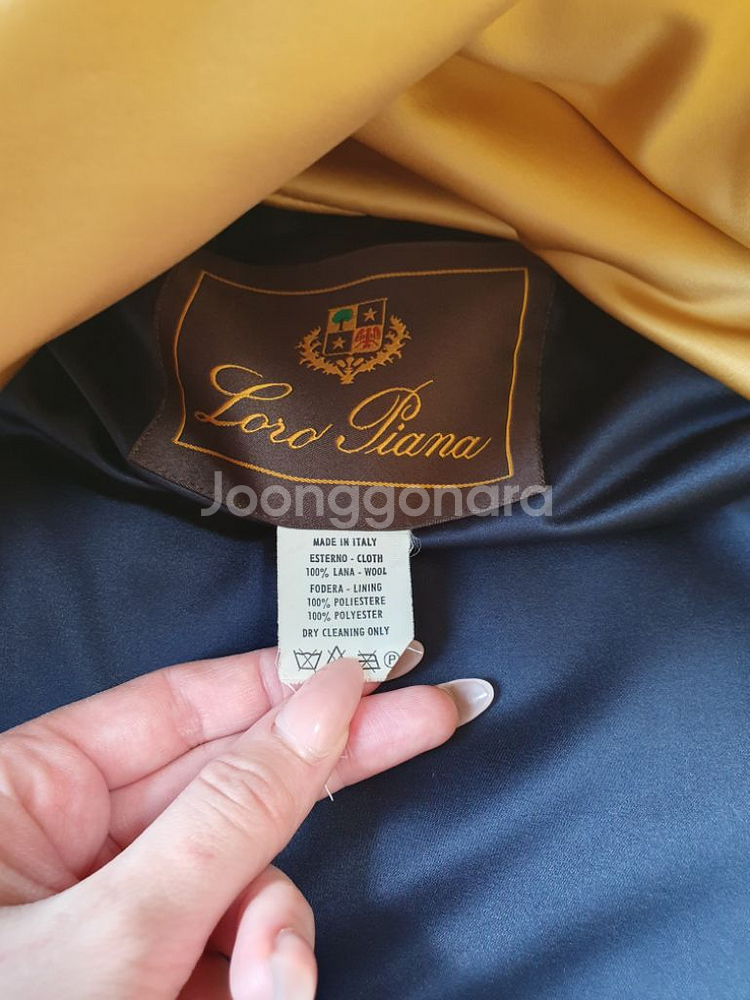 Loro Piana
Joonggonara
MADE IN ITALY
ESTERNO - CLOTH
100% LANA - WOOL
FODERA - LINING
100% POLIESTERE
100% POLYESTER
DRY CLEANING ONLY
P